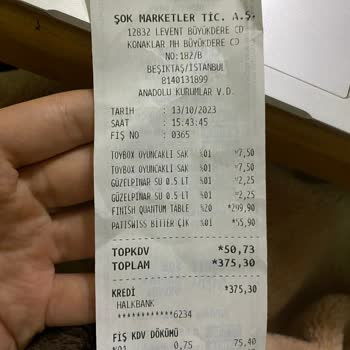 ŞOK MARKETLER TİC. A.Ş.
12832 LEVENT BÜYÜKDERE CD
KONAKLAR MH BÜYÜKDERE CD
NO:182/B
BEŞİKTAŞ/İSTANBUL
8140131899
ANADOLU KURUMLAR V.D.
TARİH : 13/10/2023
SAAT : 15:43:45
FİŞ NO : 0365
TOYBOX OYUNCAKLI SAK %01 *7,50
TOYBOX OYUNCAKLI SAK %01 *7,50
GÜZELPINAR SU 0.5 LT %01 *2,25
GÜZELPINAR SU 0.5 LT %01 *2,25
FINISH QUANTUM TABLE %20 *299,90
PATISWISS BITTER ÇİK %01 *55,90
TOPKDV *50,73
TOPLAM *375,30
KREDİ *375,30
HALKBANK
************6234
FİŞ KDV DÖKÜMÜ
%01 0,75 75,40